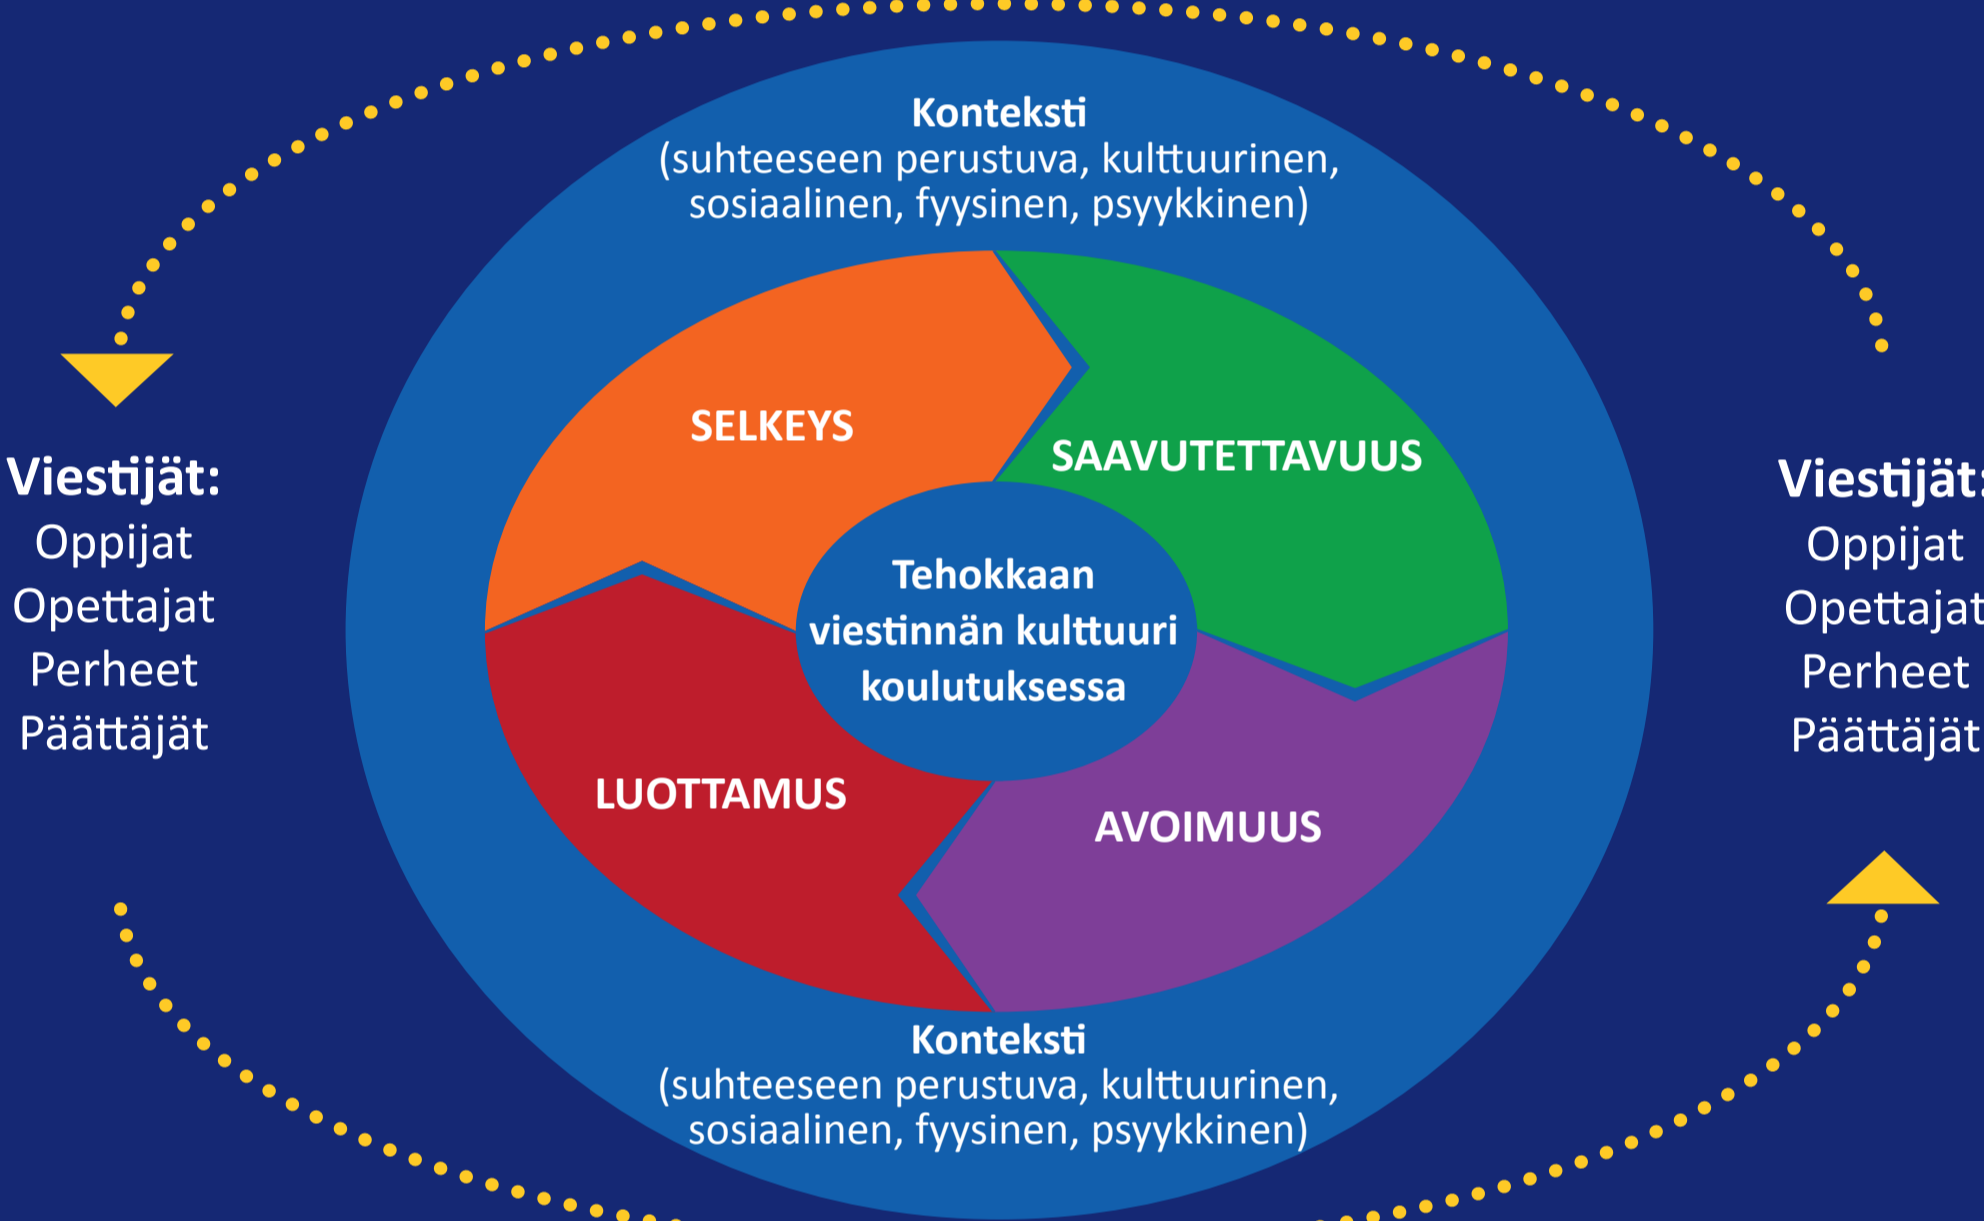 Konteksti
(suhteeseen perustuva, kulttuurinen,
sosiaalinen, fyysinen, psyykkinen)
SELKEYS
SAAVUTETTAVUUS
Viestijät:
Oppijat
Opettajat
Perheet
Päättäjät
Tehokkaan
viestinnän kulttuuri
koulutuksessa
Viestijät:
Oppijat
Opettajat
Perheet
Päättäjät
LUOTTAMUS
AVOIMUUS
Konteksti
(suhteeseen perustuva, kulttuurinen,
sosiaalinen, fyysinen, psyykkinen)